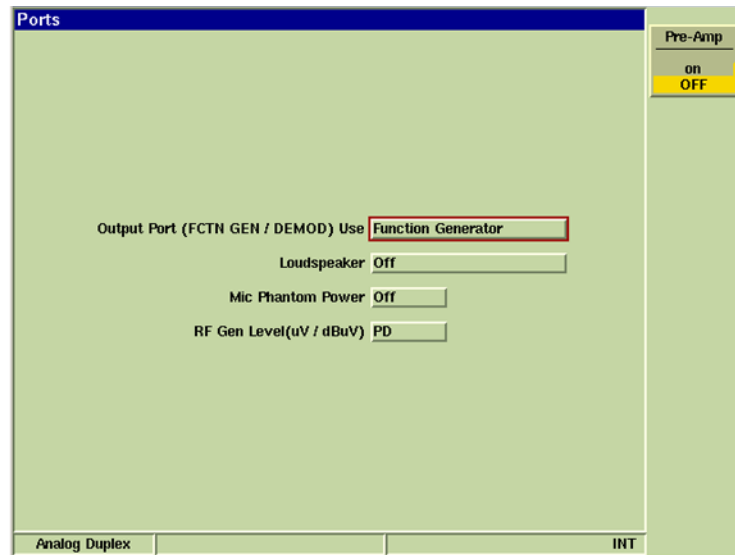 Ports
Pre-Amp
on
OFF
Output Port (FCTN GEN / DEMOD) Use Function Generator
Loudspeaker Off
Mic Phantom Power Off
RF Gen Level(uV / dBuV) PD
Analog Duplex INT